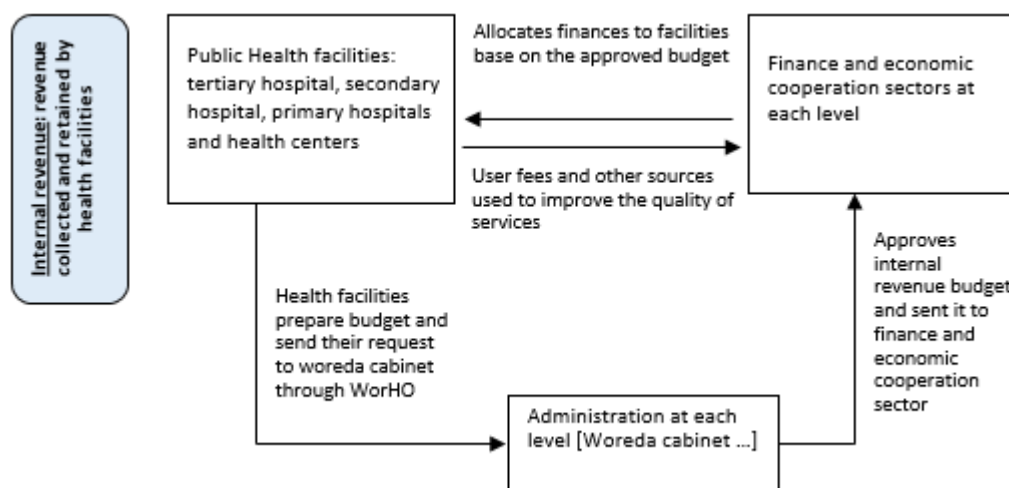 Internal revenue: revenue
collected and retained by
health facilities
Public Health facilities:
tertiary hospital, secondary
hospital, primary hospitals
and health centers
Allocates finances to facilities
base on the approved budget
Finance and economic
cooperation sectors at
each level
User fees and other sources
used to improve the quality of
services
Health facilities
prepare budget and
send their request
to woreda cabinet
through WorHO
Approves
internal
revenue budget
and sent it to
finance and
economic
cooperation
sector
Administration at each
level [Woreda cabinet ...]